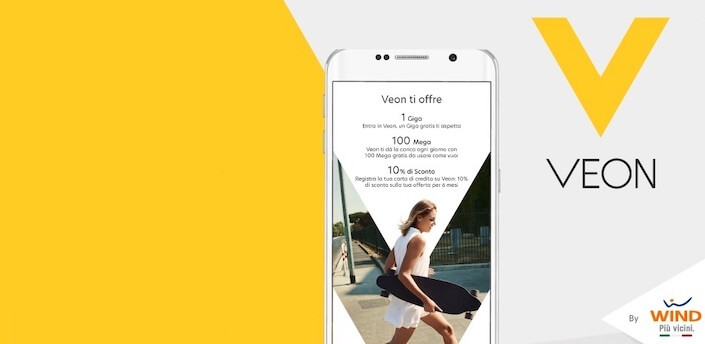 Veon ti offre
1 Giga
Entra in Veon, un Giga gratis ti aspetta
100 Mega
Veon ti dà la carica ogni giorno con
100 Mega gratis da usare come vuoi
10% di Sconto
Registra la tua carta di credito su Veon: 10%
di sconto sulla tua offerta per 6 mesi
VEON
By WIND
Più vicini.